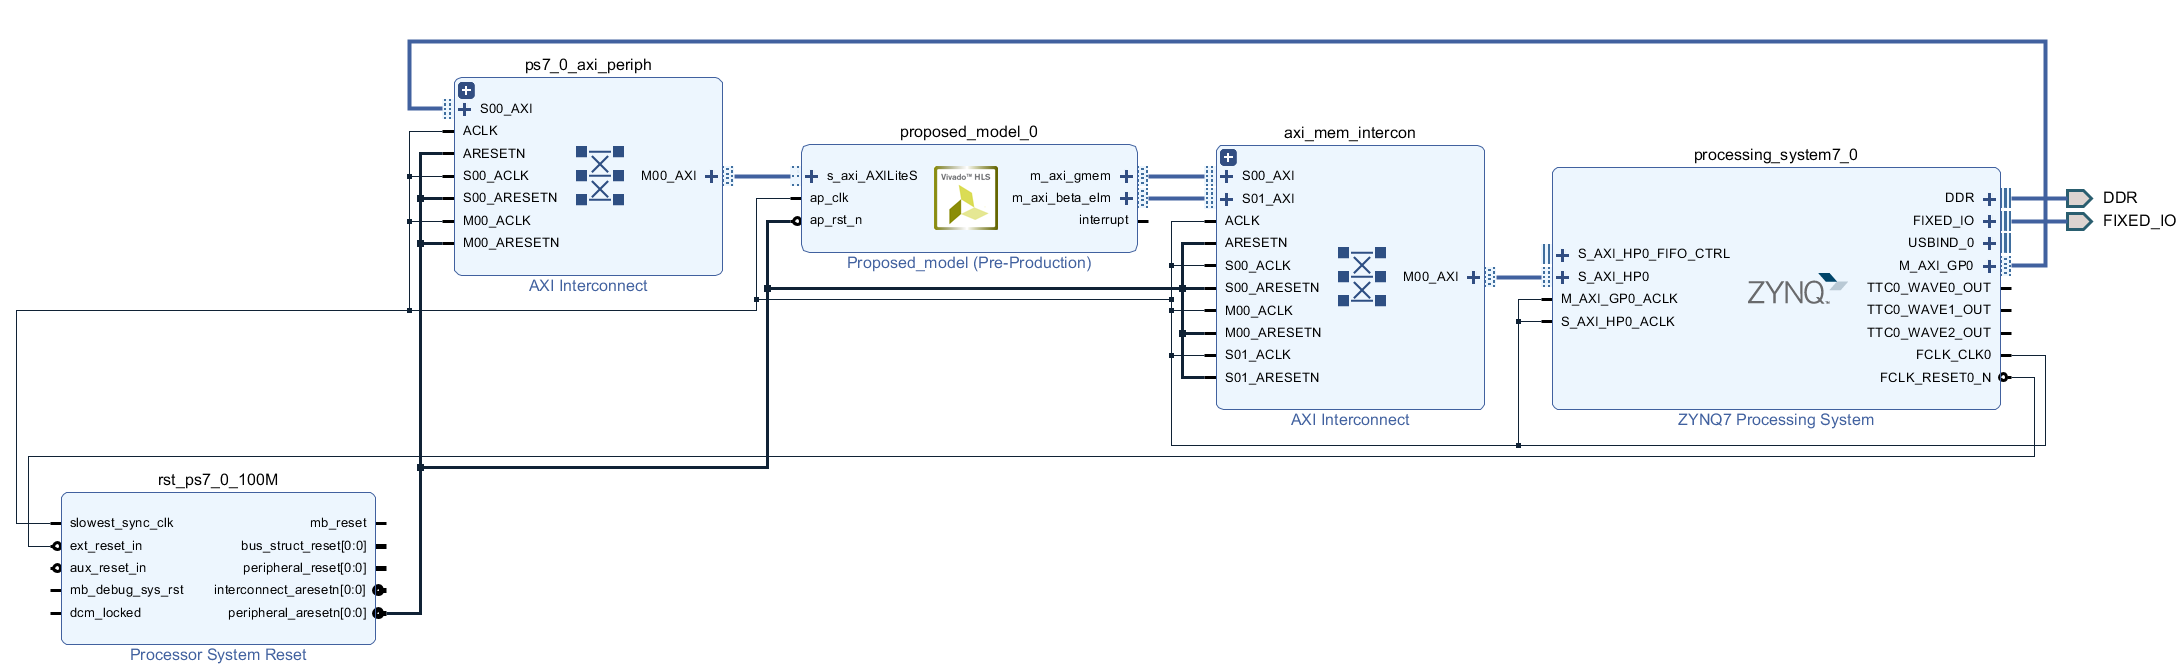 ps7_0_axi_periph
S00_AXI
ACLK
ARESETN
S00_ACLK
S00_ARESETN
M00_ACLK
M00_ARESETN
M00_AXI
AXI Interconnect
proposed_model_0
s_axi_AXILiteS
ap_clk
ap_rst_n
Vivado™ HLS
m_axi_gmem
m_axi_beta_elm
interrupt
Proposed_model (Pre-Production)
axi_mem_intercon
S00_AXI
S01_AXI
ACLK
ARESETN
S00_ACLK
S00_ARESETN
M00_ACLK
M00_ARESETN
S01_ACLK
S01_ARESETN
M00_AXI
AXI Interconnect
processing_system7_0
S_AXI_HP0_FIFO_CTRL
S_AXI_HP0
M_AXI_GP0_ACLK
S_AXI_HP0_ACLK
ZYNQ™
DDR
FIXED_IO
USBIND_0
M_AXI_GP0
TTC0_WAVE0_OUT
TTC0_WAVE1_OUT
TTC0_WAVE2_OUT
FCLK_CLK0
FCLK_RESET0_N
ZYNQ7 Processing System
DDR
FIXED_IO
rst_ps7_0_100M
slowest_sync_clk
ext_reset_in
aux_reset_in
mb_debug_sys_rst
dcm_locked
mb_reset
bus_struct_reset[0:0]
peripheral_reset[0:0]
interconnect_aresetn[0:0]
peripheral_aresetn[0:0]
Processor System Reset